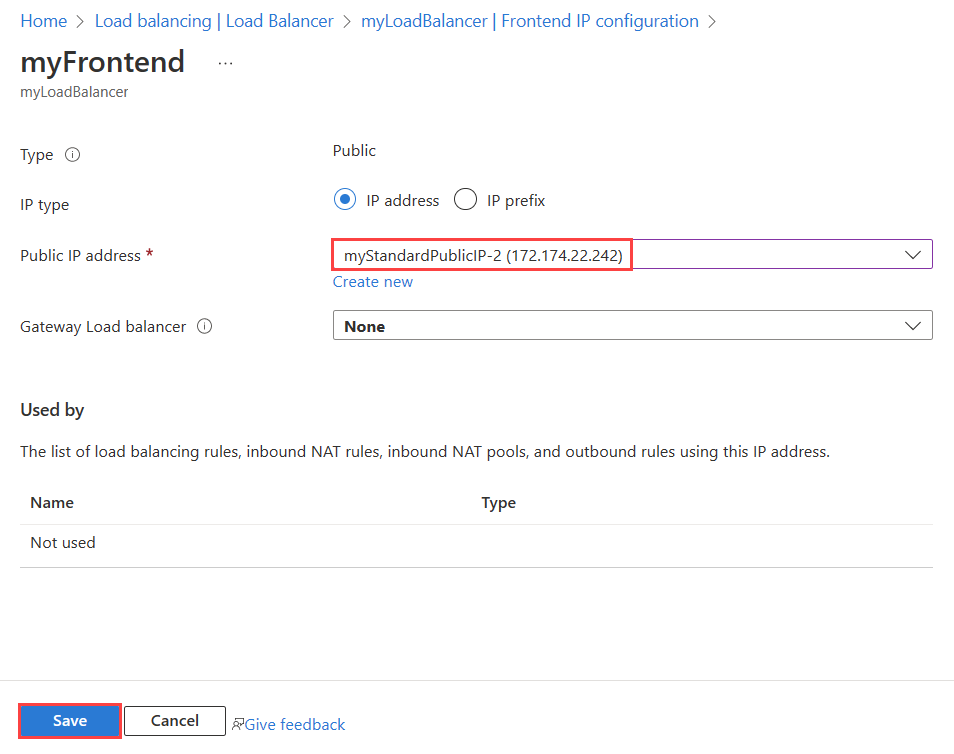 Home > Load balancing | Load Balancer > myLoadBalancer | Frontend IP configuration >
myFrontend ...
myLoadBalancer
Type
Public
IP type
IP address
IP prefix
Public IP address *
myStandardPublicIP-2 (172.174.22.242)
Create new
Gateway Load balancer
None
Used by
The list of load balancing rules, inbound NAT rules, inbound NAT pools, and outbound rules using this IP address.
Name Type
Not used
Save Cancel Give feedback